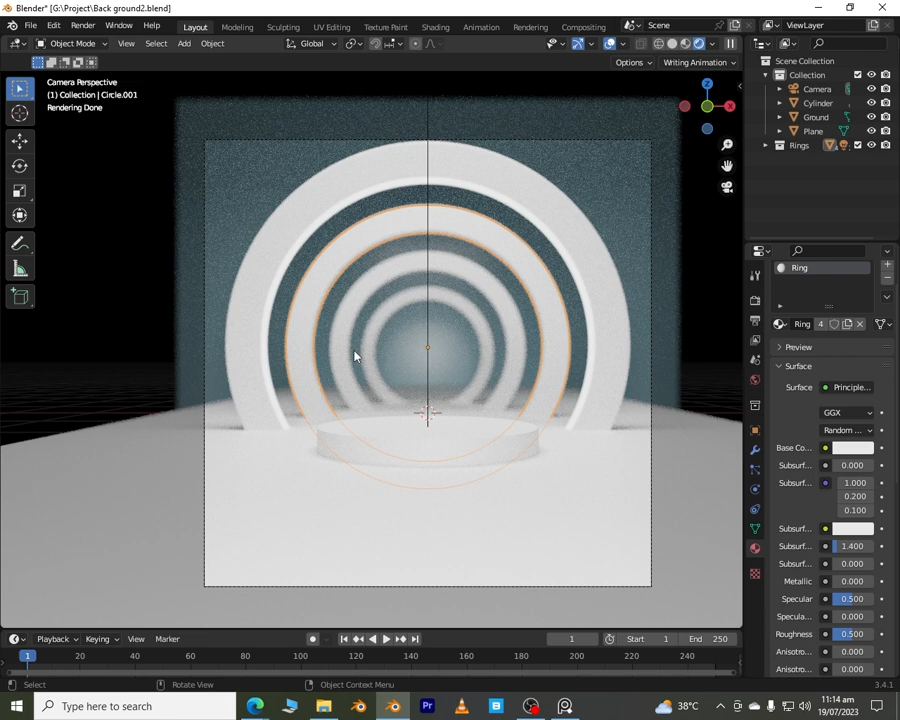 Blender* [G:\Project\Back ground2.blend]
File Edit Render Window Help Layout Modeling Sculpting UV Editing Texture Paint Shading Animation Rendering Compositing Scene ViewLayer
Object Mode View Select Add Object Global
Options Writing Animation
Camera Perspective
(1) Collection | Circle.001
Rendering Done
Z
X
Scene Collection
Collection
Camera
Cylinder
Ground
Plane
Rings
Ring
Ring 4
Preview
Surface
Surface Principle...
GGX
Random ...
Base Co...
Subsurf... 0.000
Subsurf... 1.000
0.200
0.100
Subsurf...
Subsurf... 1.400
Subsurf... 0.000
Metallic 0.000
Specular 0.500
Specula... 0.000
Roughness 0.500
Anisotro... 0.000
Anisotro... 0.000
Playback Keying View Marker 1 Start 1 End 250
1 20 40 60 80 100 120 140 160 180 200 220 240
Select Rotate View Object Context Menu 3.4.1
Type here to search 38°C 11:14 am
19/07/2023